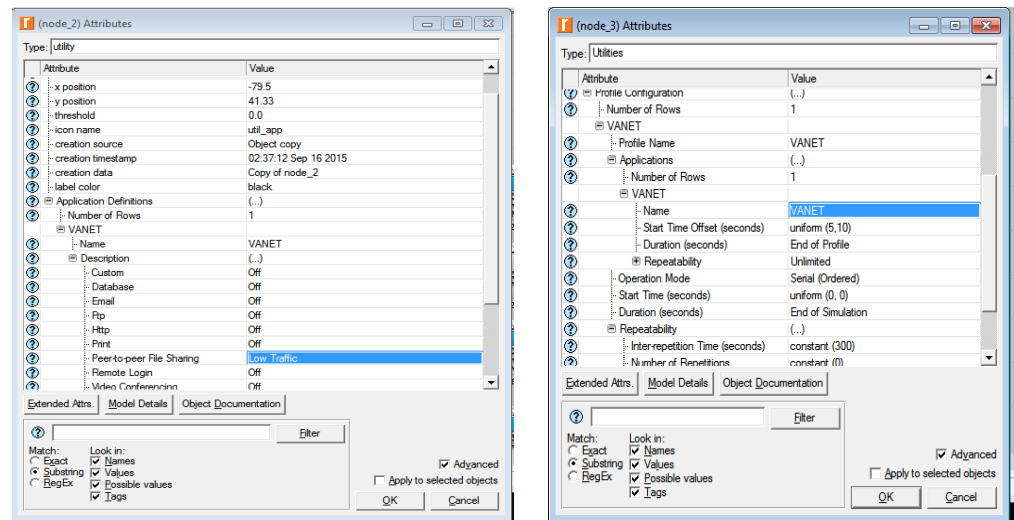 (node_2) Attributes
Type: utility
Attribute Value
x position -79.5
y position 41.33
threshold 0.0
icon name util_app
creation source Object copy
creation timestamp 02:37:12 Sep 16 2015
creation data Copy of node_2
label color black
Application Definitions (...)
Number of Rows 1
VANET
Name VANET
Description (...)
Custom Off
Database Off
Email Off
Ftp Off
Http Off
Print Off
Peer-to-peer File Sharing Low Traffic
Remote Login Off
Video Conferencing Off
Extended Attrs. Model Details Object Documentation
Filter
Match: Look in:
Exact Names
Substring Values
RegEx Possible values
Tags
Advanced
Apply to selected objects
OK Cancel
(node_3) Attributes
Type: Utilities
Attribute Value
Profile Configuration (...)
Number of Rows 1
VANET
Profile Name VANET
Applications (...)
Number of Rows 1
VANET
Name VANET
Start Time Offset (seconds) uniform (5,10)
Duration (seconds) End of Profile
Repeatability Unlimited
Operation Mode Serial (Ordered)
Start Time (seconds) uniform (0, 0)
Duration (seconds) End of Simulation
Repeatability (...)
Inter-repetition Time (seconds) constant (300)
Number of Repetitions constant (0)
Extended Attrs. Model Details Object Documentation
Filter
Match: Look in:
Exact Names
Substring Values
RegEx Possible values
Tags
Advanced
Apply to selected objects
OK Cancel